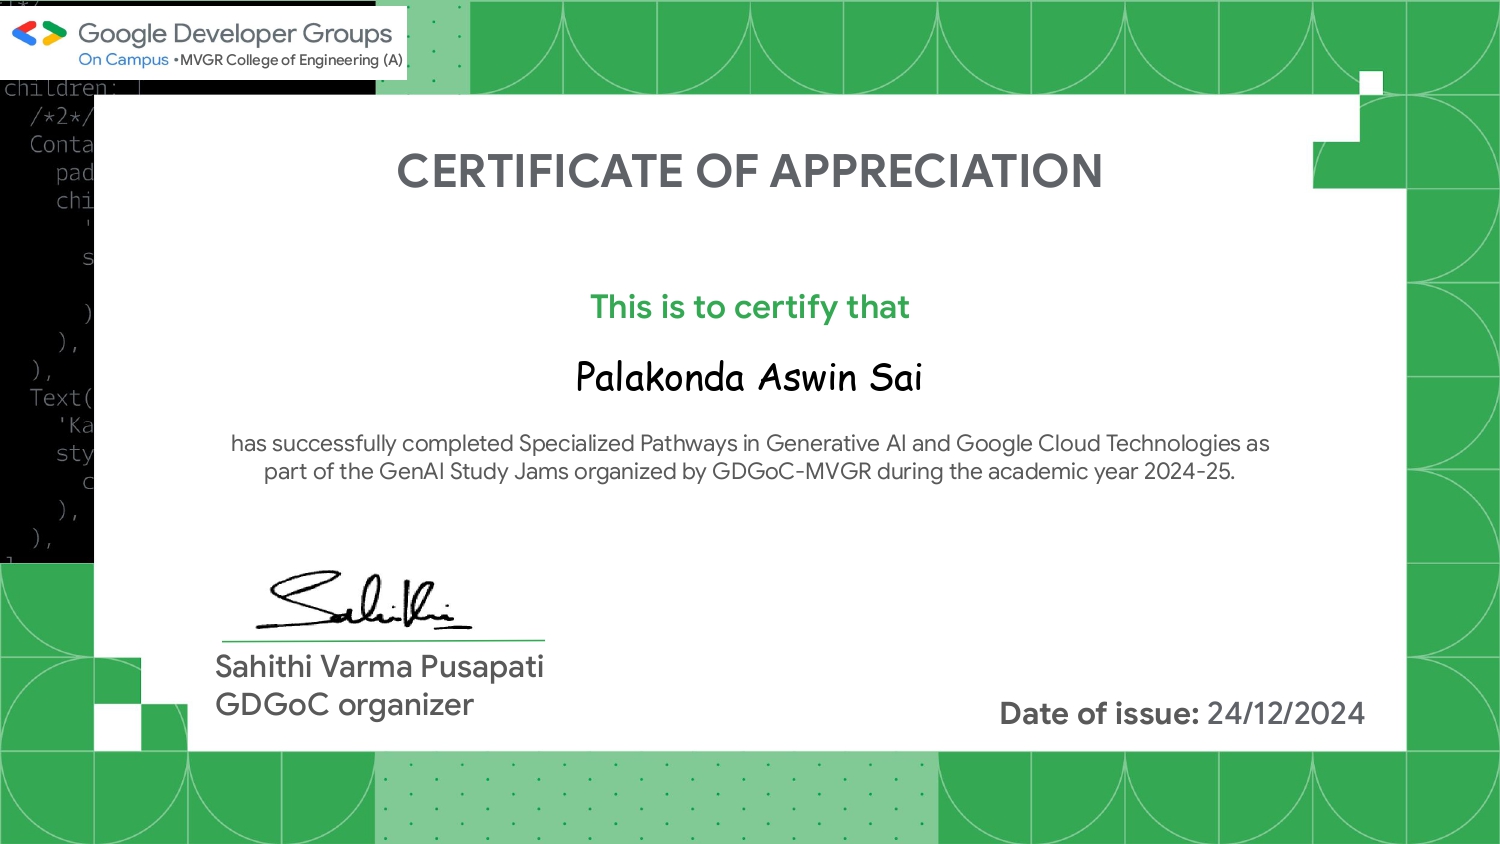 Google Developer Groups
On Campus • MVGR College of Engineering (A)
children:
/*2*/
Conta
pad
chi
'
s
)
),
),
Text(
'Ka
sty
c
),
),
CERTIFICATE OF APPRECIATION
This is to certify that
Palakonda Aswin Sai
has successfully completed Specialized Pathways in Generative AI and Google Cloud Technologies as
part of the GenAI Study Jams organized by GDGoC-MVGR during the academic year 2024-25.
Sahithi
Sahithi Varma Pusapati
GDGoC organizer
Date of issue: 24/12/2024